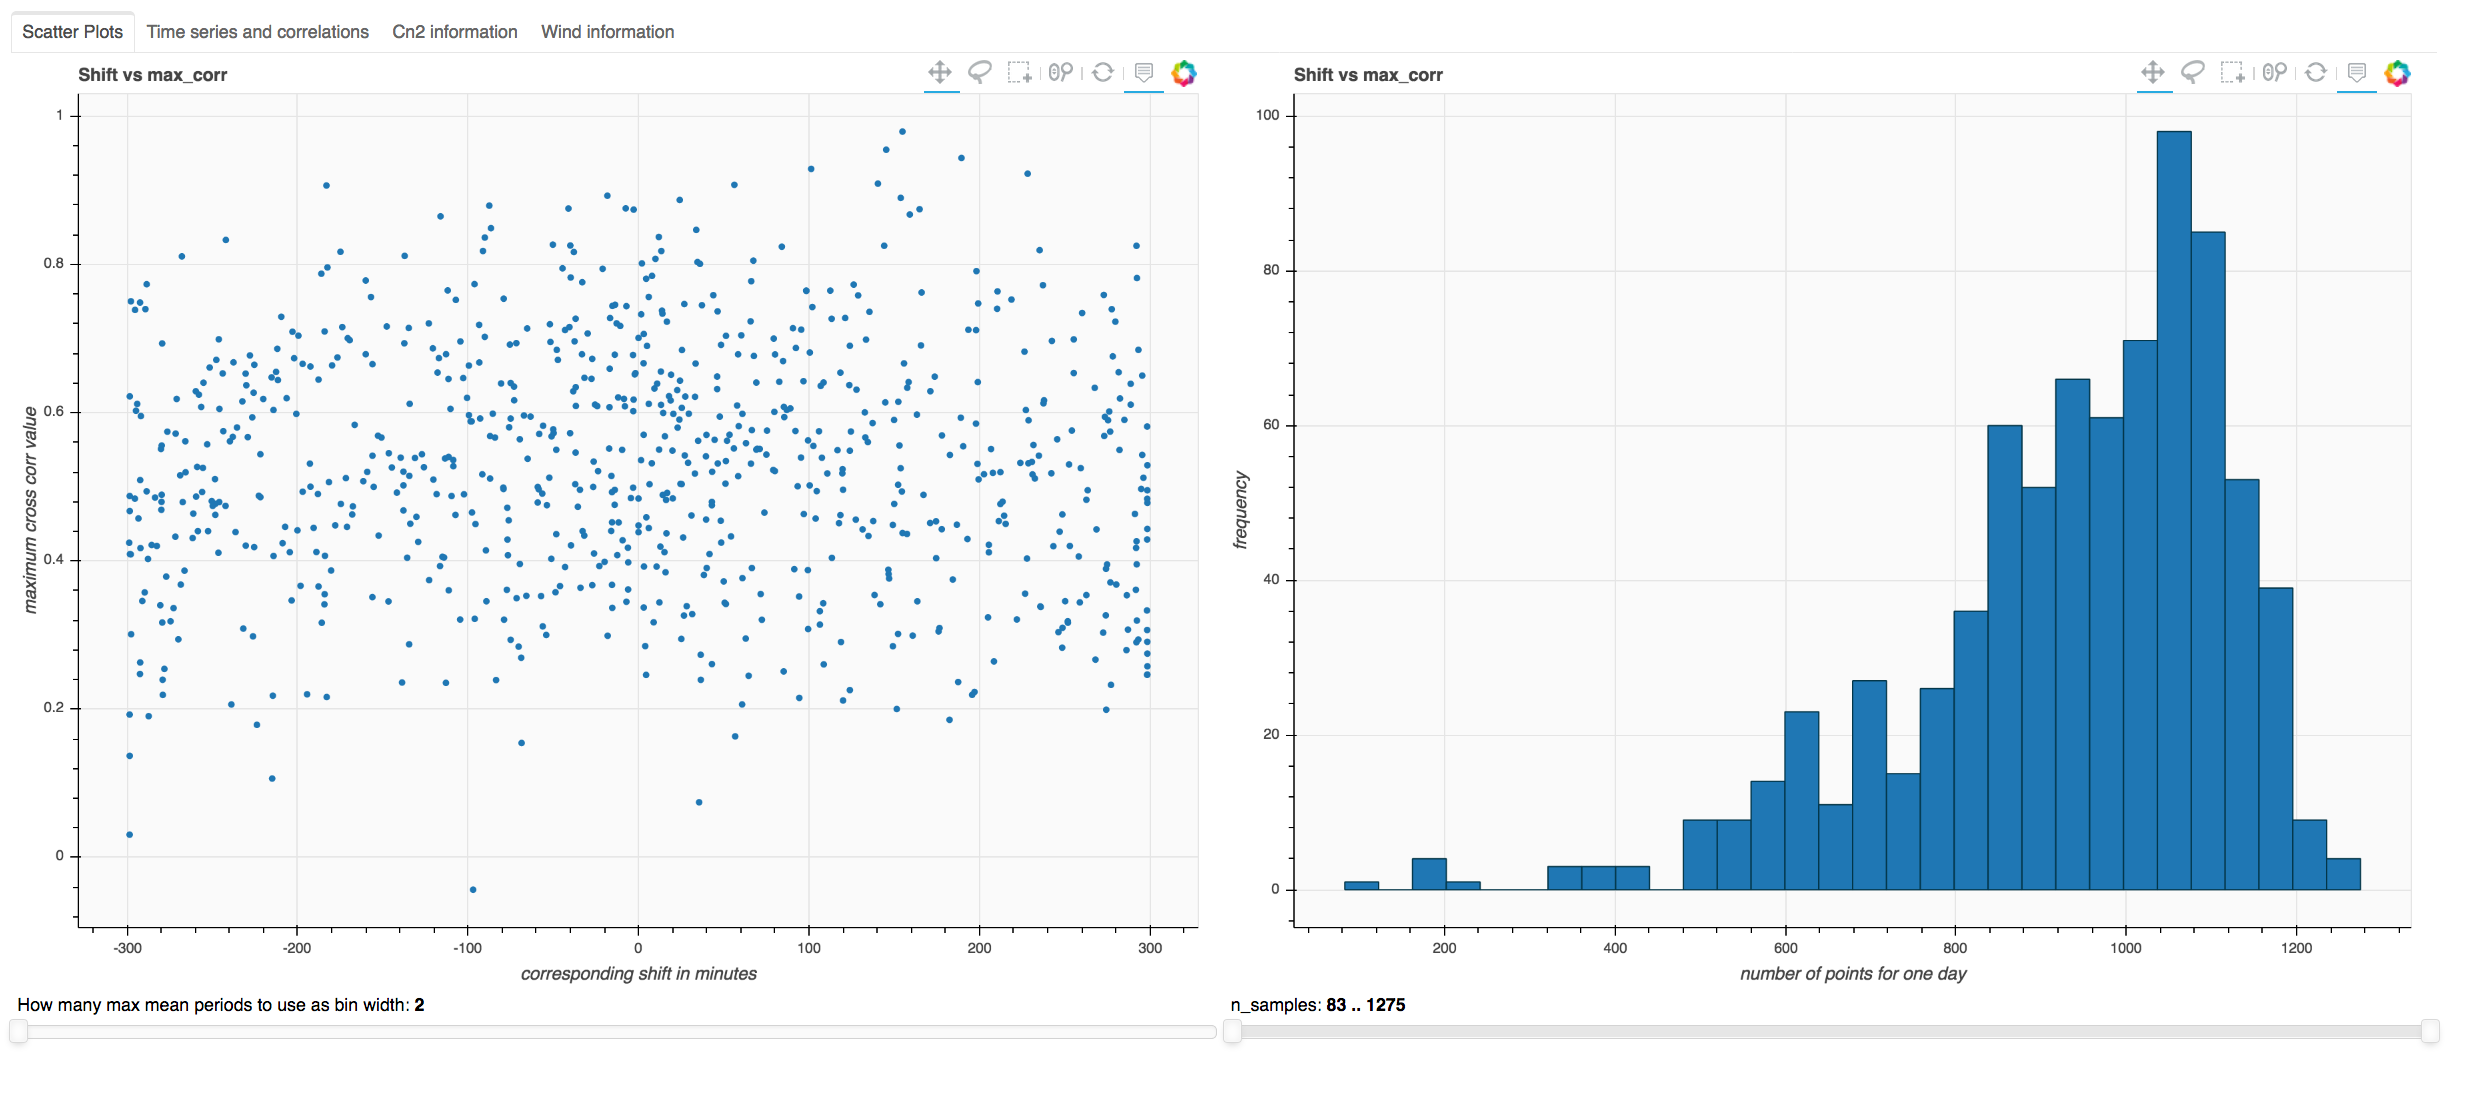 Scatter Plots Time series and correlations Cn2 information Wind information
Shift vs max_corr
1
0.8
0.6
0.4
0.2
0
maximum cross corr value
-300 -200 -100 0 100 200 300
corresponding shift in minutes
How many max mean periods to use as bin width: 2
Shift vs max_corr
100
80
60
40
20
0
frequency
200 400 600 800 1000 1200
number of points for one day
n_samples: 83 .. 1275